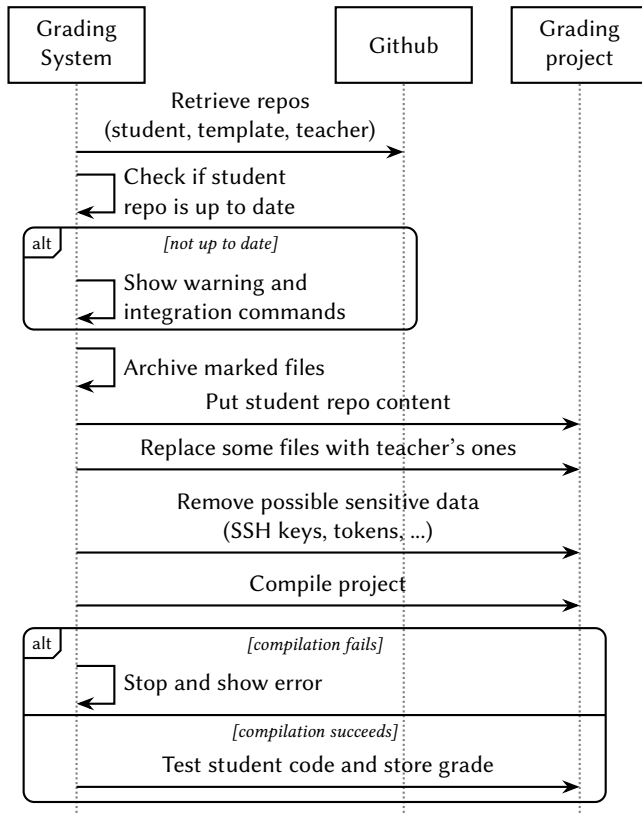 Grading
System
Github
Grading
project
Retrieve repos
(student, template, teacher)
Check if student
repo is up to date
alt
[not up to date]
Show warning and
integration commands
Archive marked files
Put student repo content
Replace some files with teacher's ones
Remove possible sensitive data
(SSH keys, tokens, ...)
Compile project
alt
[compilation fails]
Stop and show error
[compilation succeeds]
Test student code and store grade